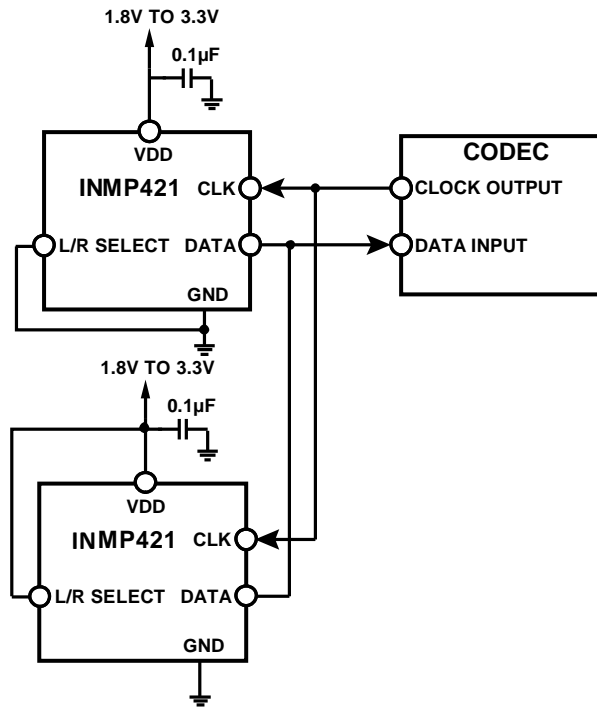 1.8V TO 3.3V
0.1µF
VDD
CODEC
INMP421
CLK
CLOCK OUTPUT
L/R SELECT
DATA
DATA INPUT
GND
1.8V TO 3.3V
0.1µF
VDD
INMP421
CLK
L/R SELECT
DATA
GND